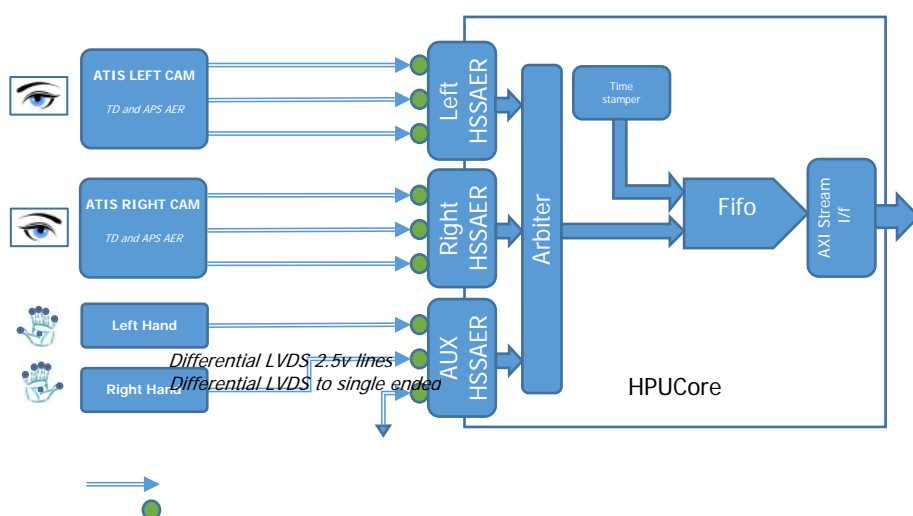 ATIS LEFT CAM
TD and APS AER
Left
HSSAER
Time
stamper
ATIS RIGHT CAM
TD and APS AER
Right
HSSAER
Arbiter
Fifo
AXI Stream
I/f
Left Hand
Right Hand
Differential LVDS 2.5v lines
Differential LVDS to single ended
AUX
HSSAER
HPUCore